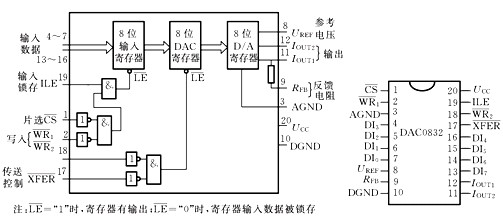 输入 4~7
数据
13~16
输入 19
锁存 ILE
片选CS 1
写入{WR1 2
WR2
18
传送 17
控制 XFER
8 位
输入
寄存器
8 位
DAC
寄存器
8 位
D/A
寄存器
LE
LE
&
&
&
1
1
1
1
参考
8 电压
UREF
12
IOUT2
11 }输出
IOUT1
9
RFB }反馈
电阻
3
AGND
20
UCC
10
DGND
CS 1 20 UCC
WR1 2 19 ILE
AGND 3 18 WR2
DI3 4 17 XFER
DI2 5 16 DI4
DI1 6 15 DI5
DI0 7 14 DI6
UREF 8 13 DI7
RFB 9 12 IOUT1
DGND 10 11 IOUT2
DAC0832
注:LE="1"时,寄存器有输出;LE="0"时,寄存器输入数据被锁存